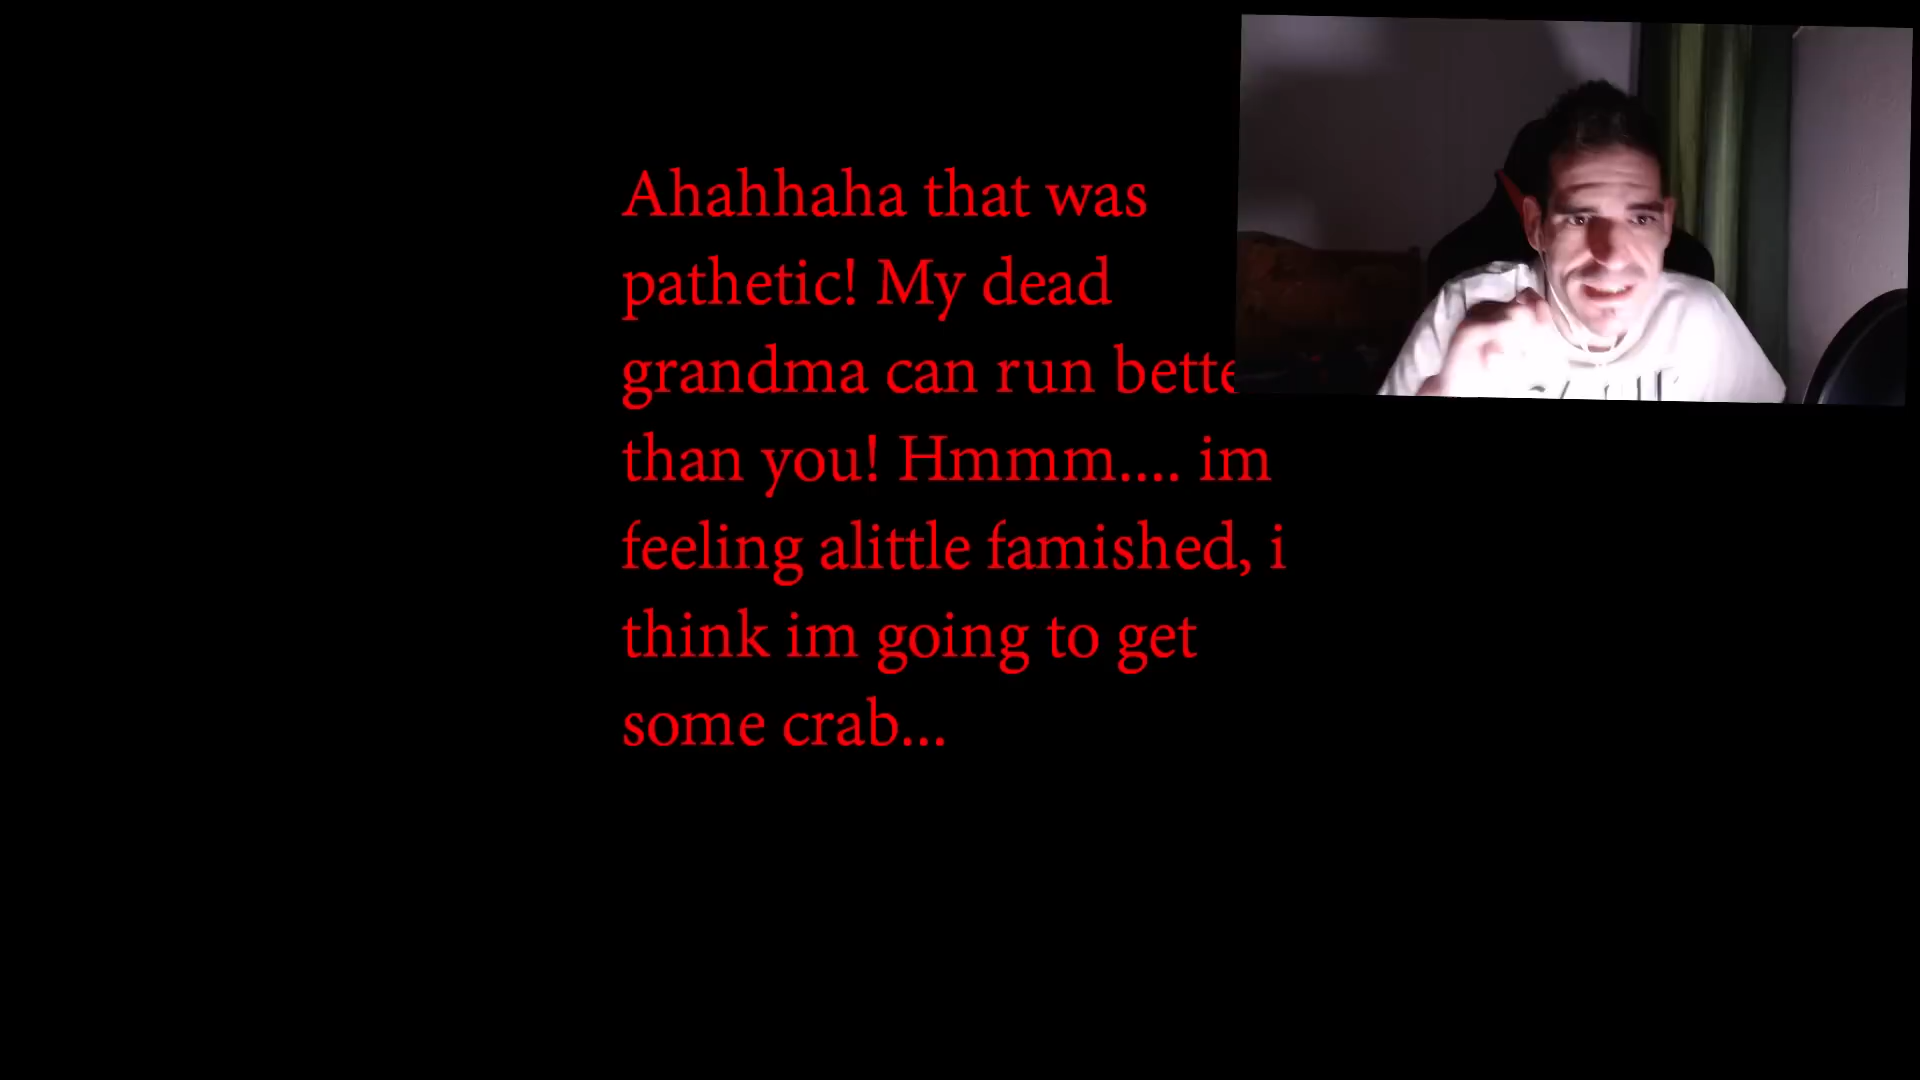 Ahahhaha that was
pathetic! My dead
grandma can run bette
than you! Hmmm.... im
feeling alittle famished, i
think im going to get
some crab...